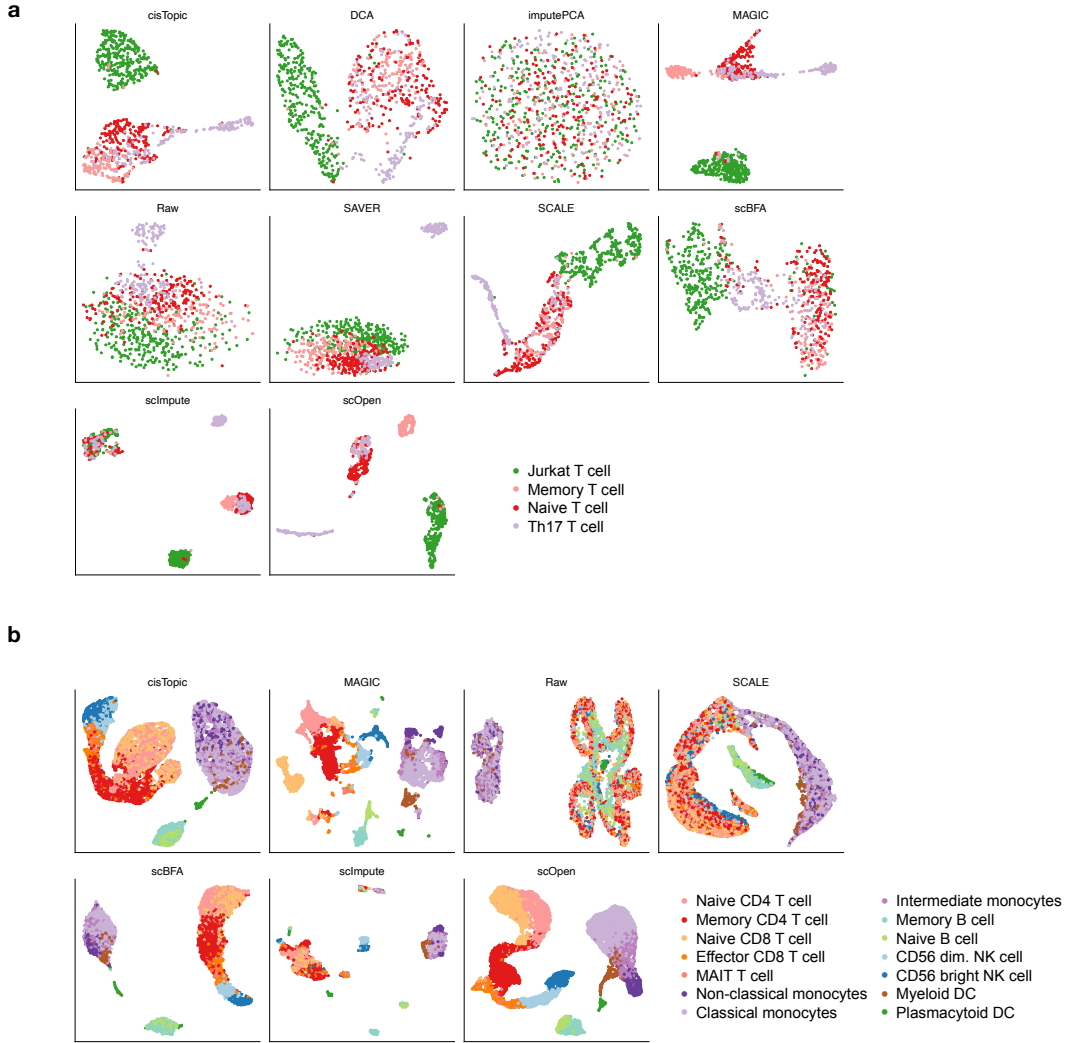 a
cisTopic
DCA
imputePCA
MAGIC
Raw
SAVER
SCALE
scBFA
scImpute
scOpen
Jurkat T cell
Memory T cell
Naive T cell
Th17 T cell
b
cisTopic
MAGIC
Raw
SCALE
scBFA
scImpute
scOpen
Naive CD4 T cell
Memory CD4 T cell
Naive CD8 T cell
Effector CD8 T cell
MAIT T cell
Non-classical monocytes
Classical monocytes
Intermediate monocytes
Memory B cell
Naive B cell
CD56 dim. NK cell
CD56 bright NK cell
Myeloid DC
Plasmacytoid DC